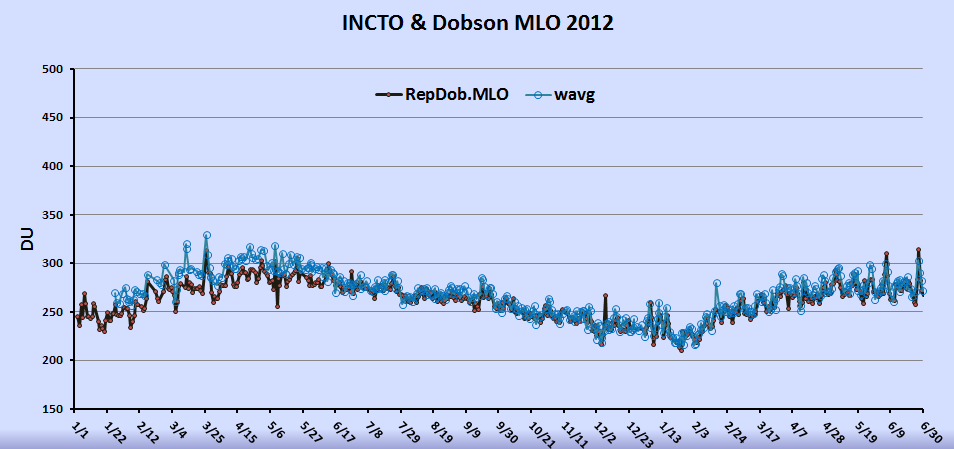 INCTO & Dobson MLO 2012
500
RepDob.MLO wavg
450
400
350
300
250
200
150
DU
1/1 1/22 2/12 3/4 3/25 4/15 5/6 5/27 6/17 7/8 7/29 8/19 9/9 9/30 10/21 11/11 12/2 12/23 1/13 2/3 2/24 3/17 4/7 4/28 5/19 6/9 6/30